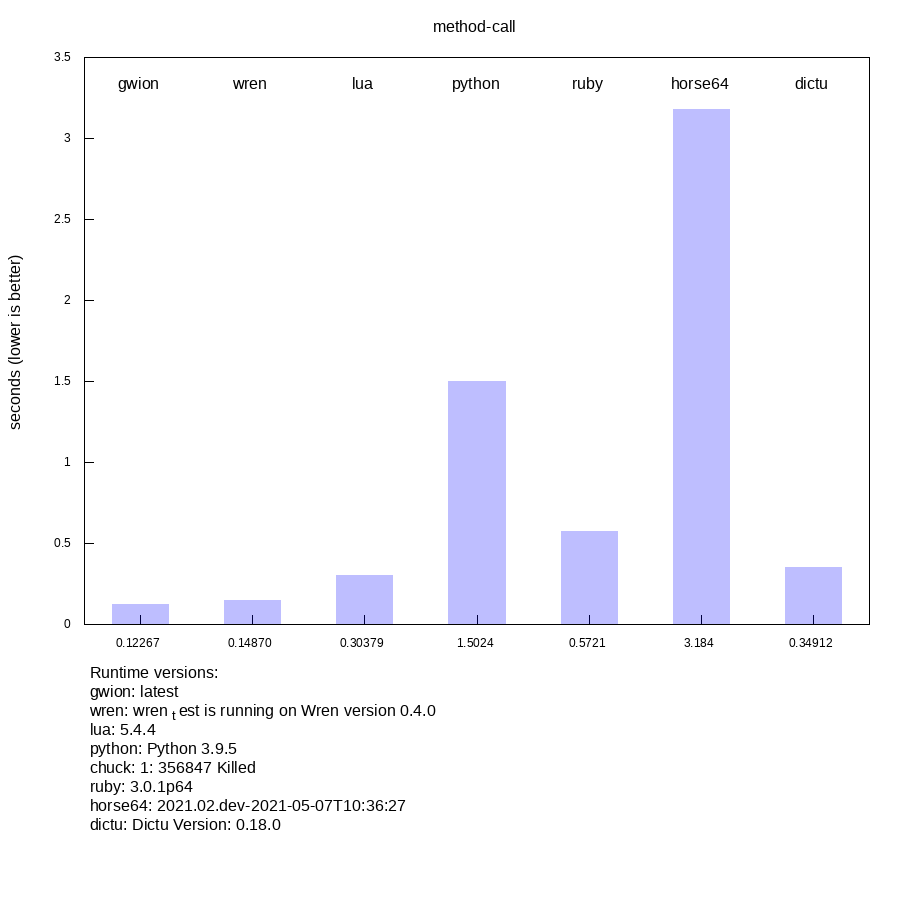 method-call
3.5
gwion wren lua python ruby horse64 dictu
3
2.5
2
1.5
1
0.5
0
seconds (lower is better)
0.12267 0.14870 0.30379 1.5024 0.5721 3.184 0.34912
Runtime versions:
gwion: latest
wren: wren t est is running on Wren version 0.4.0
lua: 5.4.4
python: Python 3.9.5
chuck: 1: 356847 Killed
ruby: 3.0.1p64
horse64: 2021.02.dev-2021-05-07T10:36:27
dictu: Dictu Version: 0.18.0